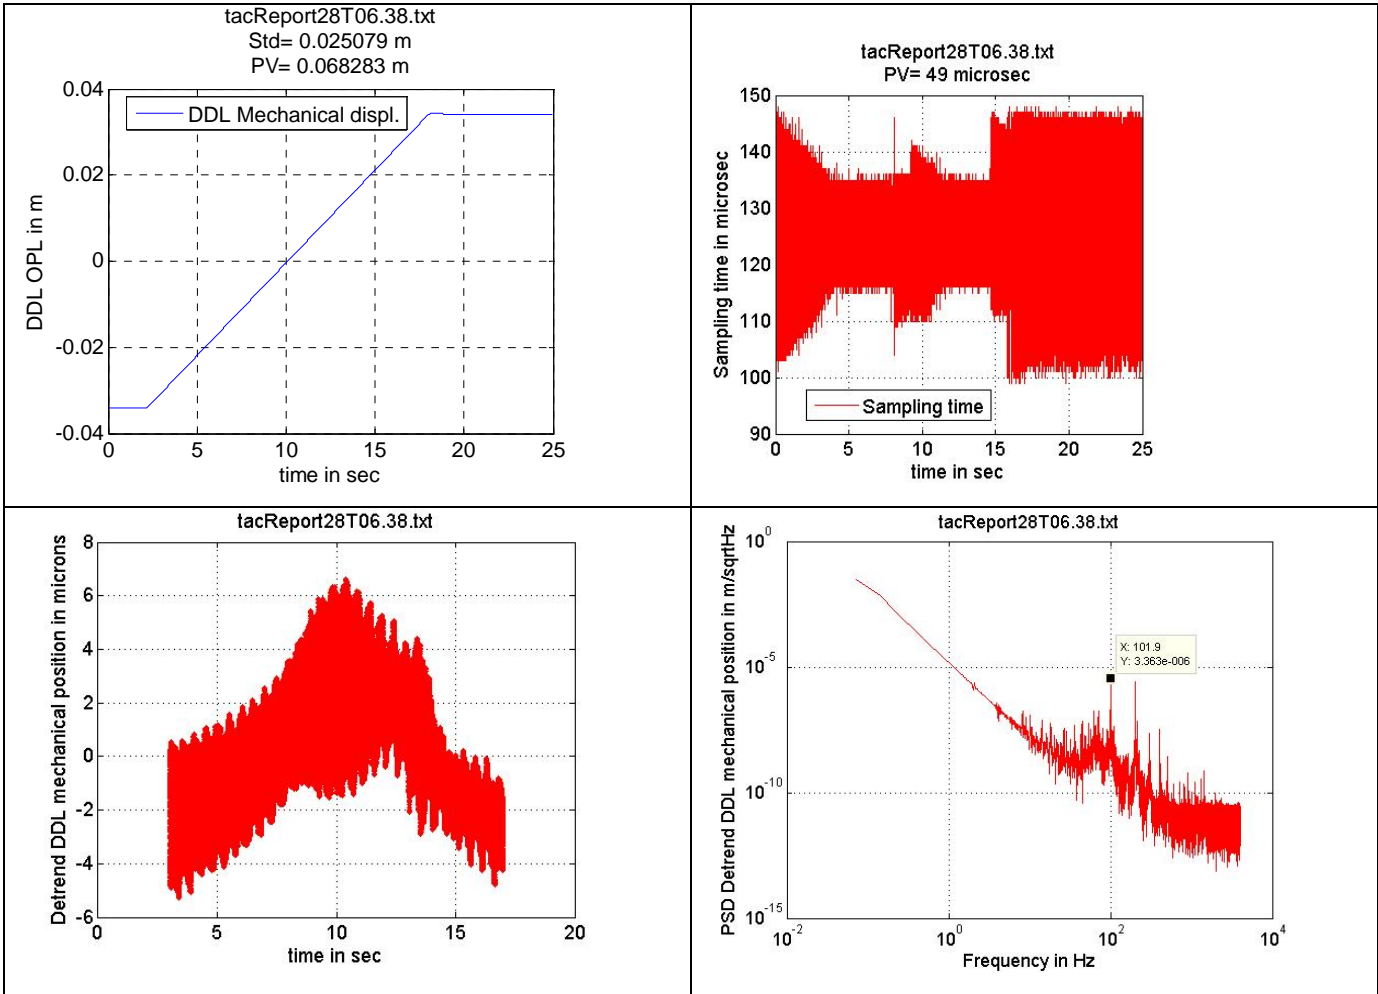 tacReport28T06.38.txt
Std= 0.025079 m
PV= 0.068283 m
0.04
0.02
0
-0.02
-0.04
DDL OPL in m
DDL Mechanical displ.
0 5 10 15 20 25
time in sec
tacReport28T06.38.txt
PV= 49 microsec
150
140
130
120
110
100
90
Sampling time in microsec
Sampling time
0 5 10 15 20 25
time in sec
tacReport28T06.38.txt
8
6
4
2
0
-2
-4
-6
Detrend DDL mechanical position in microns
0 5 10 15 20
time in sec
tacReport28T06.38.txt
10^0
10^-5
10^-10
10^-15
PSD Detrend DDL mechanical position in m/sqrtHz
X: 101.9
Y: 3.363e-006
10^-2 10^0 10^2 10^4
Frequency in Hz